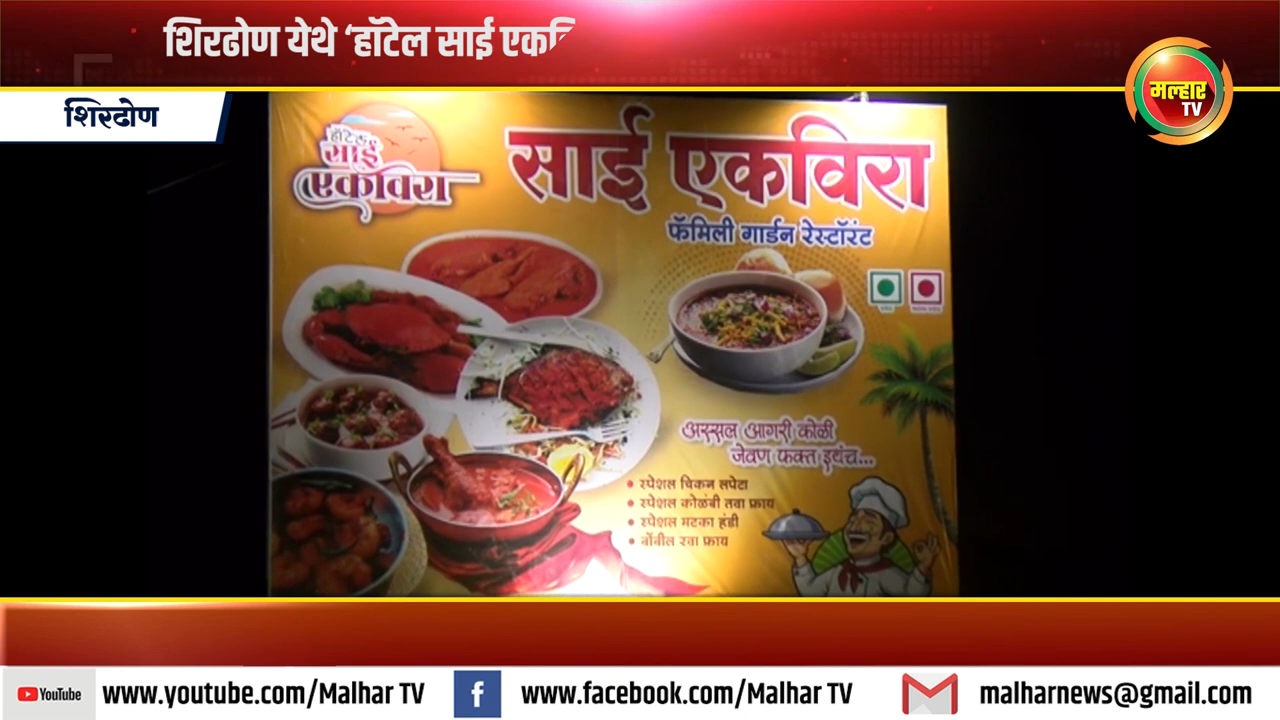 शिरढोण येथे ‘हॉटेल साई एकवि
मल्हार
TV
शिरढोण
हॉटेल
साई
एकविरा
साई एकविरा
फॅमिली गार्डन रेस्टॉरंट
अस्सल आगरी कोळी
जेवण फक्त इथंच...
• स्पेशल चिकन लपेटा
• स्पेशल कोळंबी तवा फ्राय
• स्पेशल मटका हंडी
• बोंबील रवा फ्राय
YouTube
www.youtube.com/Malhar TV
www.facebook.com/Malhar TV
malharnews@gmail.com